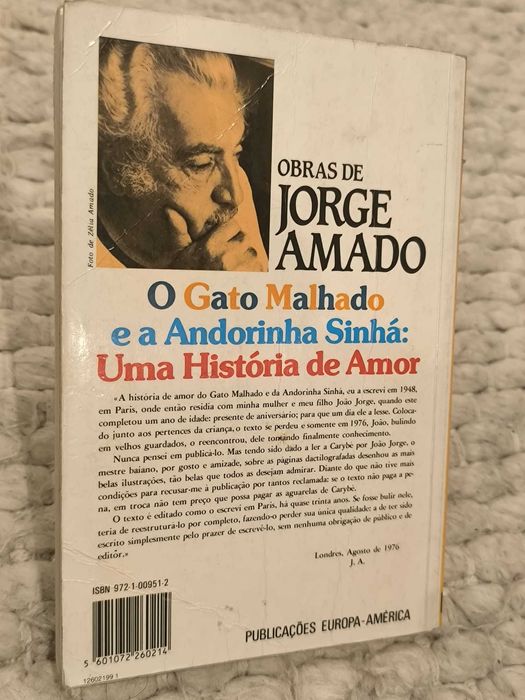 Foto de Zélia Amado
OBRAS DE
JORGE
AMADO
O Gato Malhado
e a Andorinha Sinhá:
Uma História de Amor
«A história de amor do Gato Malhado e da Andorinha Sinhá, eu a escrevi em 1948,
em Paris, onde então residia com minha mulher e meu filho João Jorge, quando este
completou um ano de idade: presente de aniversário; para que um dia ele a lesse. Coloca-
do junto aos pertences da criança, o texto se perdeu e somente em 1976, João, bulindo
em velhos guardados, o reencontrou, dele tomando finalmente conhecimento.
Nunca pensei em publicá-lo. Mas tendo sido dado a ler a Carybé por João Jorge, o
mestre baiano, por gosto e amizade, sobre as páginas dactilografadas desenhou as mais
belas ilustrações, tão belas que todos as desejam admirar. Diante do que não tive mais
condições para recusar-me à publicação por tantos reclamada: se o texto não paga a pe-
na, em troca não tem preço que possa pagar as aguarelas de Carybé.
O texto é editado como o escrevi em Paris, há quase trinta anos. Se fosse bulir nele,
teria de reestruturá-lo por completo, fazendo-o perder sua única qualidade: a de ter sido
escrito simplesmente pelo prazer de escrevê-lo, sem nenhuma obrigação de público e de
editor.»
Londres, Agosto de 1976
J. A.
ISBN 972-1-00951-2
5 601072 260214
12602199 1
PUBLICAÇÕES EUROPA-AMÉRICA